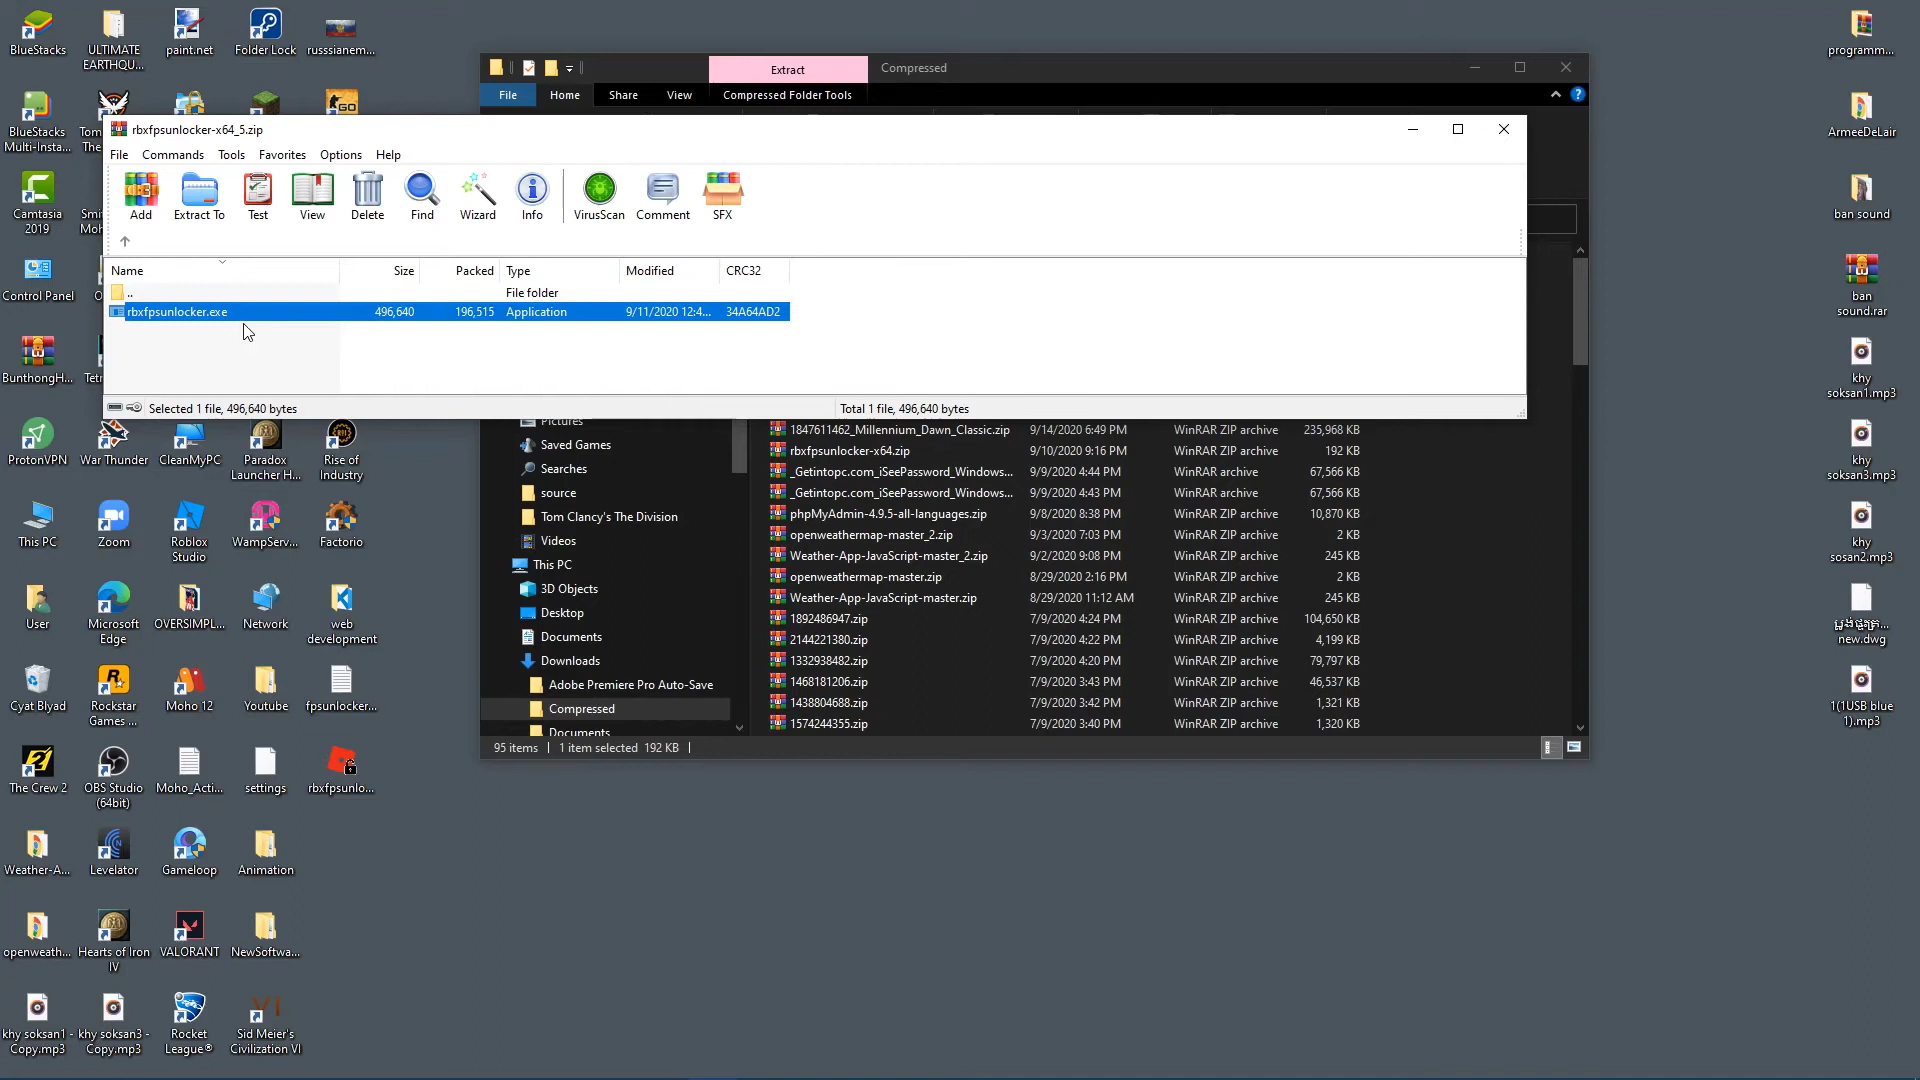 BlueStacks
ULTIMATE
EARTHQU...
paint.net
Folder Lock
russsianem...
BlueStacks
Multi-Insta...
Camtasia
2019
Control Panel
BunthongH...
rbxfpsunlocker-x64_5.zip
File Commands Tools Favorites Options Help
Add Extract To Test View Delete Find Wizard Info VirusScan Comment SFX
Name Size Packed Type Modified CRC32
.. File folder
rbxfpsunlocker.exe 496,640 196,515 Application 9/11/2020 12:4... 34A64AD2
Selected 1 file, 496,640 bytes
Total 1 file, 496,640 bytes
Extract
Compressed
File Home Share View Compressed Folder Tools
Pictures
Saved Games
Searches
source
Tom Clancy's The Division
Videos
This PC
3D Objects
Desktop
Documents
Downloads
Adobe Premiere Pro Auto-Save
Compressed
Documents
1847611462_Millennium_Dawn_Classic.zip 9/14/2020 6:49 PM WinRAR ZIP archive 235,968 KB
rbxfpsunlocker-x64.zip 9/10/2020 9:16 PM WinRAR ZIP archive 192 KB
_Getintopc.com_iSeePassword_Windows... 9/9/2020 4:44 PM WinRAR archive 67,566 KB
_Getintopc.com_iSeePassword_Windows... 9/9/2020 4:43 PM WinRAR archive 67,566 KB
phpMyAdmin-4.9.5-all-languages.zip 9/8/2020 8:38 PM WinRAR ZIP archive 10,870 KB
openweathermap-master_2.zip 9/3/2020 7:03 PM WinRAR ZIP archive 2 KB
Weather-App-JavaScript-master_2.zip 9/2/2020 9:08 PM WinRAR ZIP archive 245 KB
openweathermap-master.zip 8/29/2020 2:16 PM WinRAR ZIP archive 2 KB
Weather-App-JavaScript-master.zip 8/29/2020 11:12 AM WinRAR ZIP archive 245 KB
1892486947.zip 7/9/2020 4:24 PM WinRAR ZIP archive 104,650 KB
2144221380.zip 7/9/2020 4:22 PM WinRAR ZIP archive 4,199 KB
1332938482.zip 7/9/2020 4:20 PM WinRAR ZIP archive 79,797 KB
1468181206.zip 7/9/2020 3:43 PM WinRAR ZIP archive 46,537 KB
1438804688.zip 7/9/2020 3:42 PM WinRAR ZIP archive 1,321 KB
1574244355.zip 7/9/2020 3:40 PM WinRAR ZIP archive 1,320 KB
95 items 1 item selected 192 KB
ProtonVPN
War Thunder
CleanMyPC
Paradox
Launcher H...
Rise of
Industry
This PC
Zoom
Roblox
Studio
WampServ...
Factorio
User
Microsoft
Edge
OVERSIMPL...
Network
web
development
Cyat Blyad
Rockstar
Games ...
Moho 12
Youtube
fpsunlocker...
The Crew 2
OBS Studio
(64bit)
Moho_Acti...
settings
rbxfpsunlo...
Weather-A...
Levelator
Gameloop
Animation
openweath...
Hearts of Iron
IV
VALORANT
NewSoftwa...
khy soksan1 -
Copy.mp3
khy soksan3 -
Copy.mp3
Rocket
League®
Sid Meier's
Civilization VI
programm...
ArmeeDeLair
ban sound
ban
sound.rar
khy
soksan1.mp3
khy
soksan3.mp3
khy
sosan2.mp3
new.dwg
1(1USB blue
1).mp3